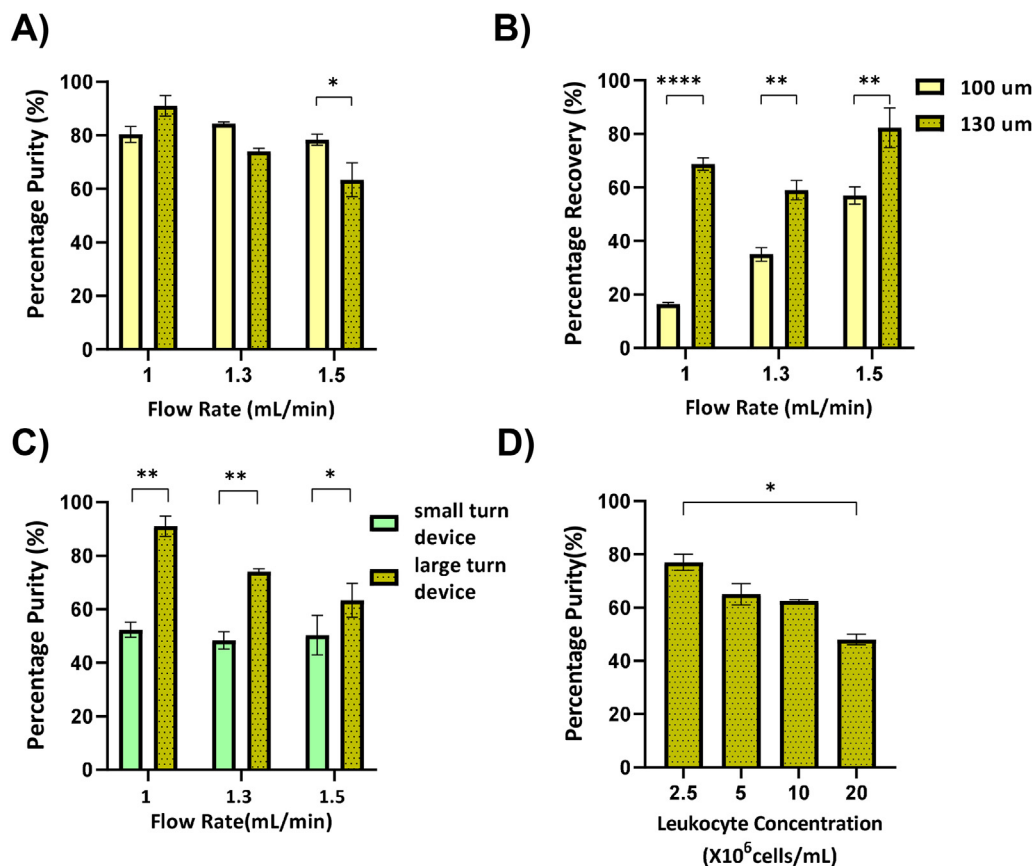 A)
Percentage Purity (%)
100
80
60
40
20
0
*
1
1.3
1.5
Flow Rate (mL/min)
B)
Percentage Recovery (%)
100
80
60
40
20
0
****
**
**
1
1.3
1.5
Flow Rate (mL/min)
100 um
130 um
C)
Percentage Purity (%)
100
80
60
40
20
0
**
**
*
1
1.3
1.5
Flow Rate(mL/min)
small turn
device
large turn
device
D)
Percentage Purity(%)
100
80
60
40
20
0
*
2.5
5
10
20
Leukocyte Concentration
(X10⁶cells/mL)